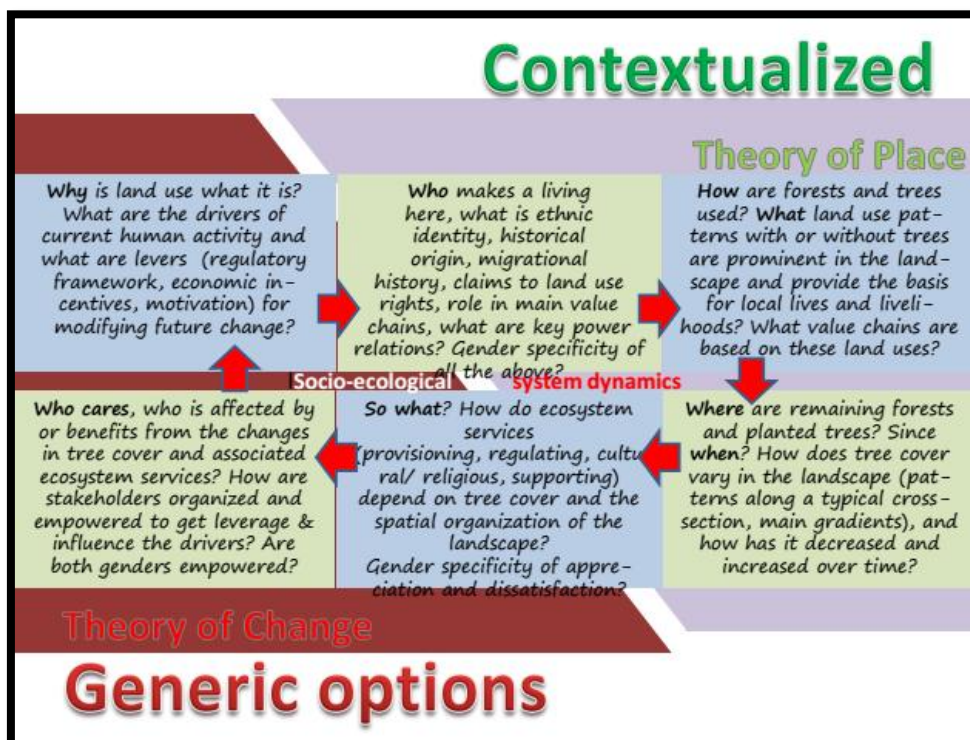 Contextualized
Theory of Place
Why is land use what it is?
What are the drivers of
current human activity and
what are levers (regulatory
framework, economic in-
centives, motivation) for
modifying future change?
Who makes a living
here, what is ethnic
identity, historical
origin, migrational
history, claims to land use
rights, role in main value
chains, what are key power
relations? Gender specificity of
all the above?
How are forests and trees
used? What land use pat-
terns with or without trees
are prominent in the land-
scape and provide the basis
for local lives and liveli-
hoods? What value chains are
based on these land uses?
Socio-ecological system dynamics
Who cares, who is affected by
or benefits from the changes
in tree cover and associated
ecosystem services? How are
stakeholders organized and
empowered to get leverage &
influence the drivers? Are
both genders empowered?
So what? How do ecosystem
services
(provisioning, regulating, cultu
ral/ religious, supporting)
depend on tree cover and the
spatial organization of the
landscape?
Gender specificity of appre-
ciation and dissatisfaction?
Where are remaining forests
and planted trees? Since
when? How does tree cover
vary in the landscape (pat-
terns along a typical cross-
section, main gradients), and
how has it decreased and
increased over time?
Theory of Change
Generic options